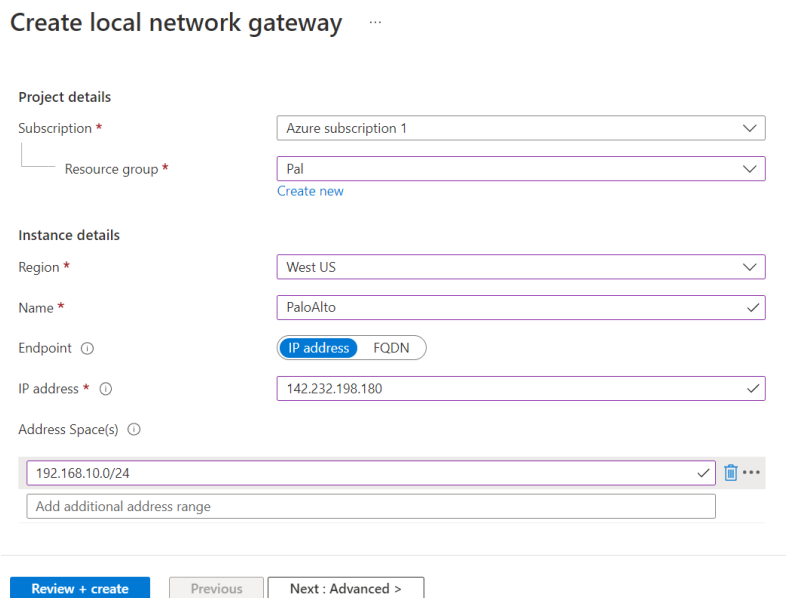 Create local network gateway ...
Project details
Subscription *
Azure subscription 1
Resource group *
Pal
Create new
Instance details
Region *
West US
Name *
PaloAlto
Endpoint
IP address
FQDN
IP address *
142.232.198.180
Address Space(s)
192.168.10.0/24
Add additional address range
Review + create
Previous
Next : Advanced >